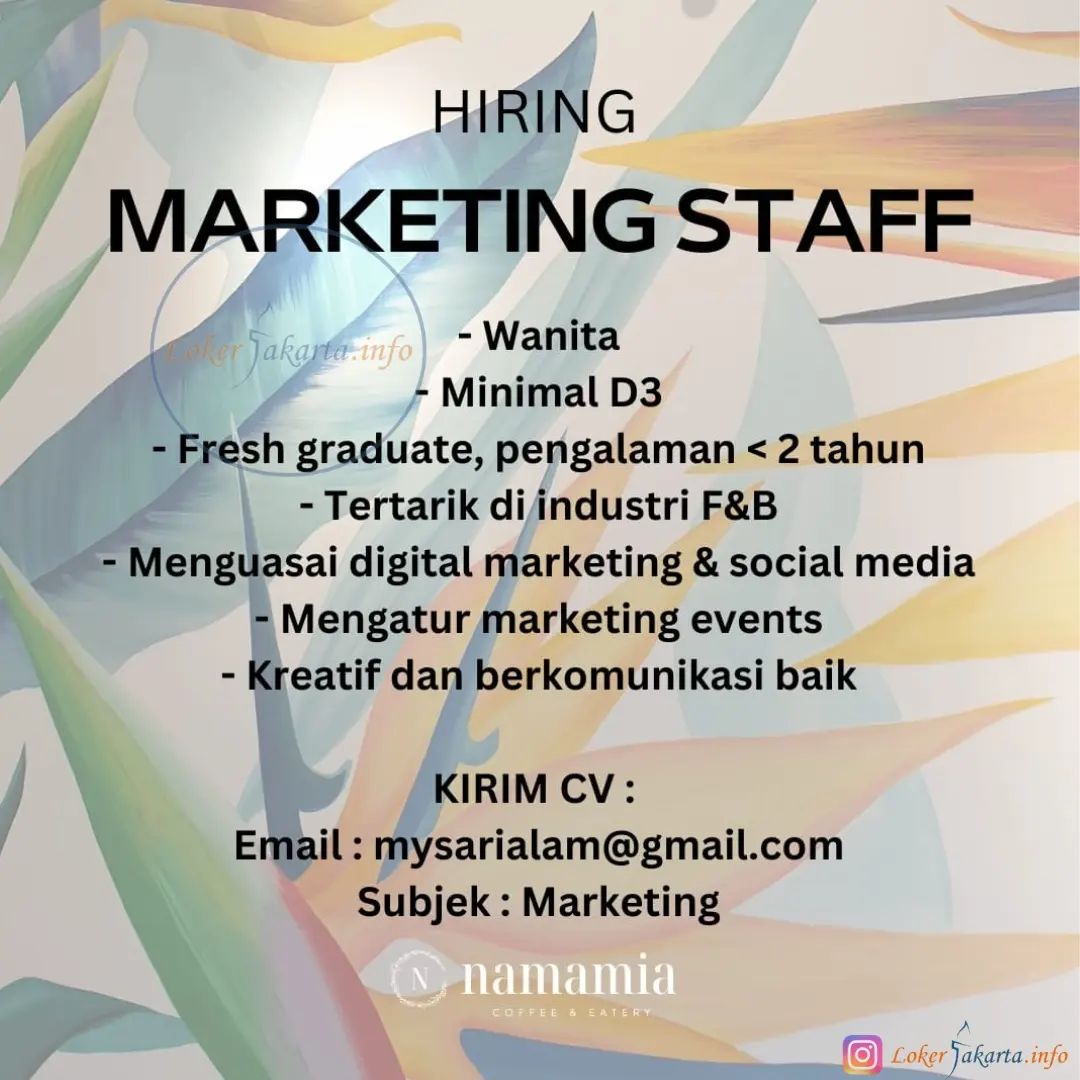 HIRING
MARKETING STAFF
- Wanita
Loker Jakarta.info
- Minimal D3
- Fresh graduate, pengalaman < 2 tahun
- Tertarik di industri F&B
- Menguasai digital marketing & social media
- Mengatur marketing events
- Kreatif dan berkomunikasi baik
KIRIM CV :
Email : mysarialam@gmail.com
Subjek : Marketing
N namamia
COFFEE & EATERY
Loker Jakarta.info